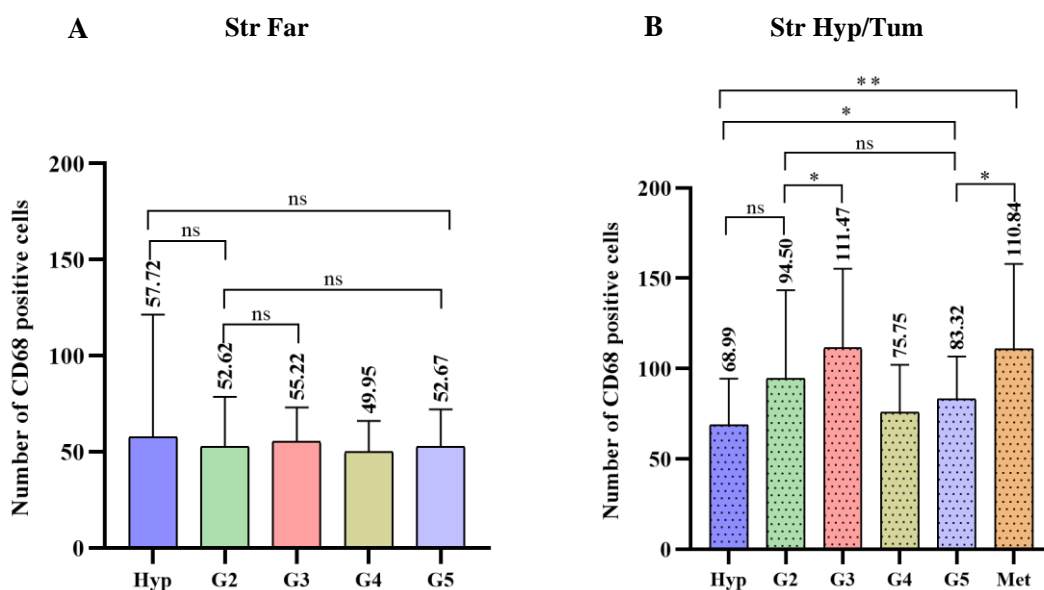 A
Str Far
Number of CD68 positive cells
200
150
100
50
0
ns
ns
ns
ns
57.72
52.62
55.22
49.95
52.67
Hyp
G2
G3
G4
G5
B
Str Hyp/Tum
Number of CD68 positive cells
200
150
100
50
0
**
*
ns
*
*
ns
68.99
94.50
111.47
75.75
83.32
110.84
Hyp
G2
G3
G4
G5
Met